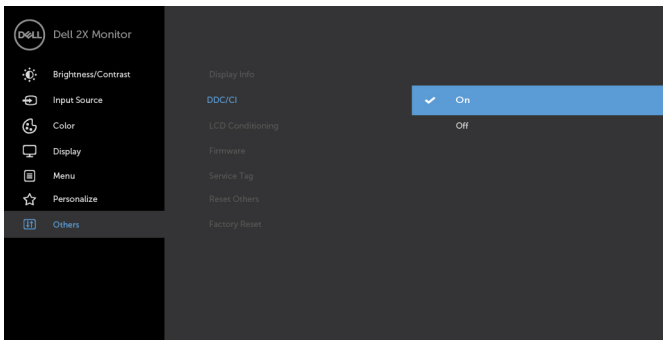 DELL Dell 2X Monitor
Brightness/Contrast
Display Info
Input Source
DDC/CI
On
Color
LCD Conditioning
Off
Display
Firmware
Menu
Service Tag
Personalize
Reset Others
Others
Factory Reset